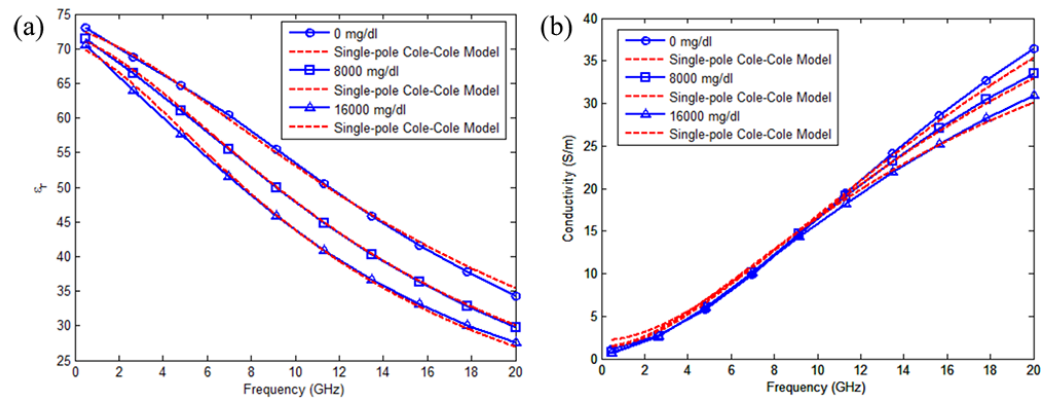 (a)
75
70
65
60
55
50
45
40
35
30
25
εr
0 2 4 6 8 10 12 14 16 18 20
Frequency (GHz)
0 mg/dl
Single-pole Cole-Cole Model
8000 mg/dl
Single-pole Cole-Cole Model
16000 mg/dl
Single-pole Cole-Cole Model
(b)
40
35
30
25
20
15
10
5
0
Conductivity (S/m)
0 2 4 6 8 10 12 14 16 18 20
Frequency (GHz)
0 mg/dl
Single-pole Cole-Cole Model
8000 mg/dl
Single-pole Cole-Cole Model
16000 mg/dl
Single-pole Cole-Cole Model